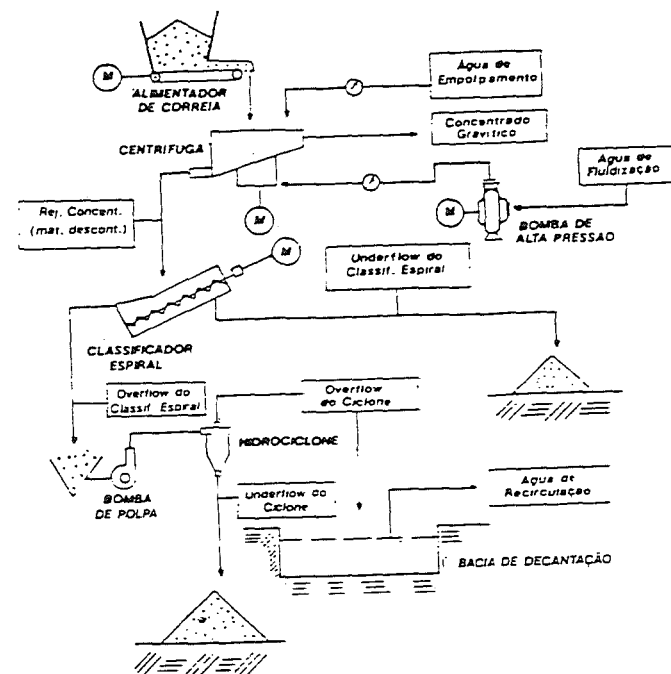 M
ALIMENTADOR
DE CORREIA
Água de
Empolpamento
Concentrado
Gravítico
CENTRÍFUGA
Água de
Fluidização
M
M
BOMBA DE
ALTA PRESSÃO
Rej. Concent.
(mat. descont.)
M
Underflow do
Classif. Espiral
CLASSIFICADOR
ESPIRAL
Overflow do
Classif. Espiral
Overflow
do Ciclone
HIDROCICLONE
BOMBA
DE POLPA
Underflow do
Ciclone
Água de
Recirculação
BACIA DE DECANTAÇÃO